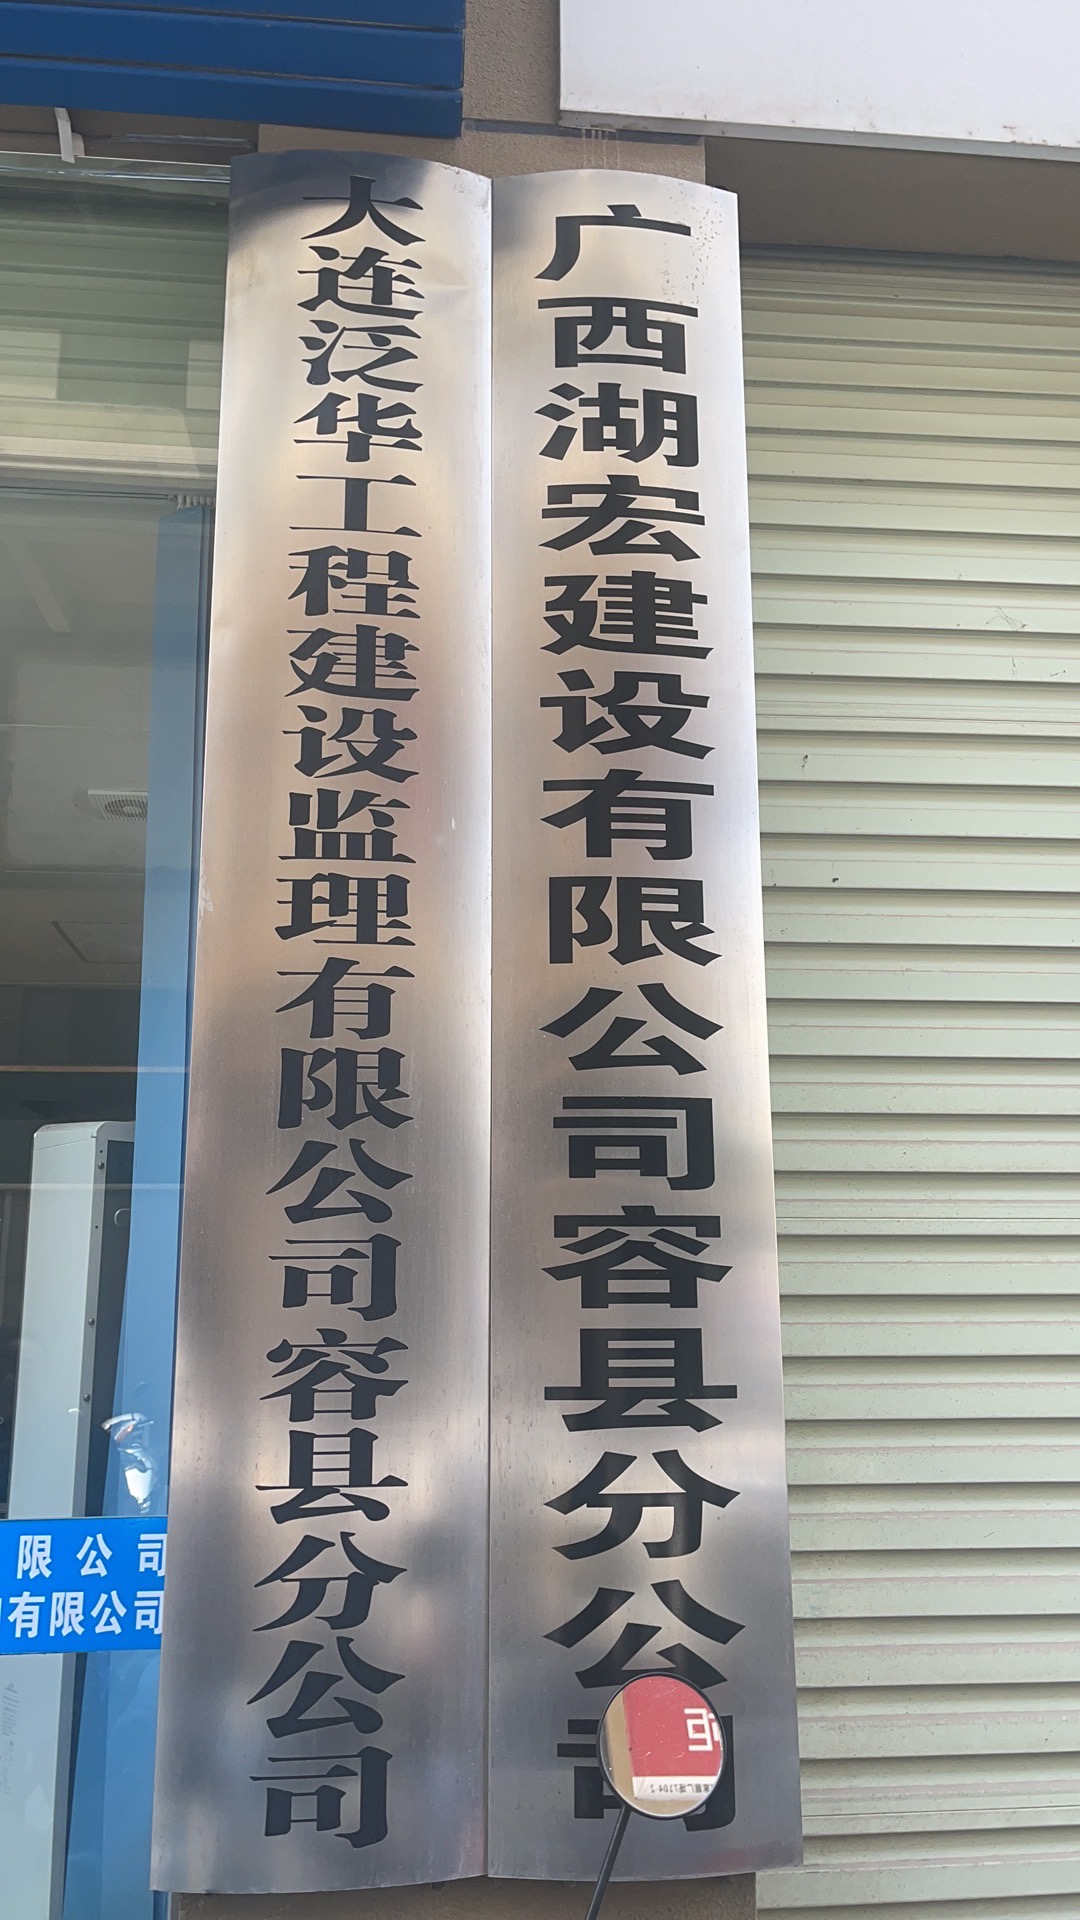 大连泛华工程建设监理有限公司容县分公司
广西湖宏建设有限公司容县分公司
限公司
有限公司